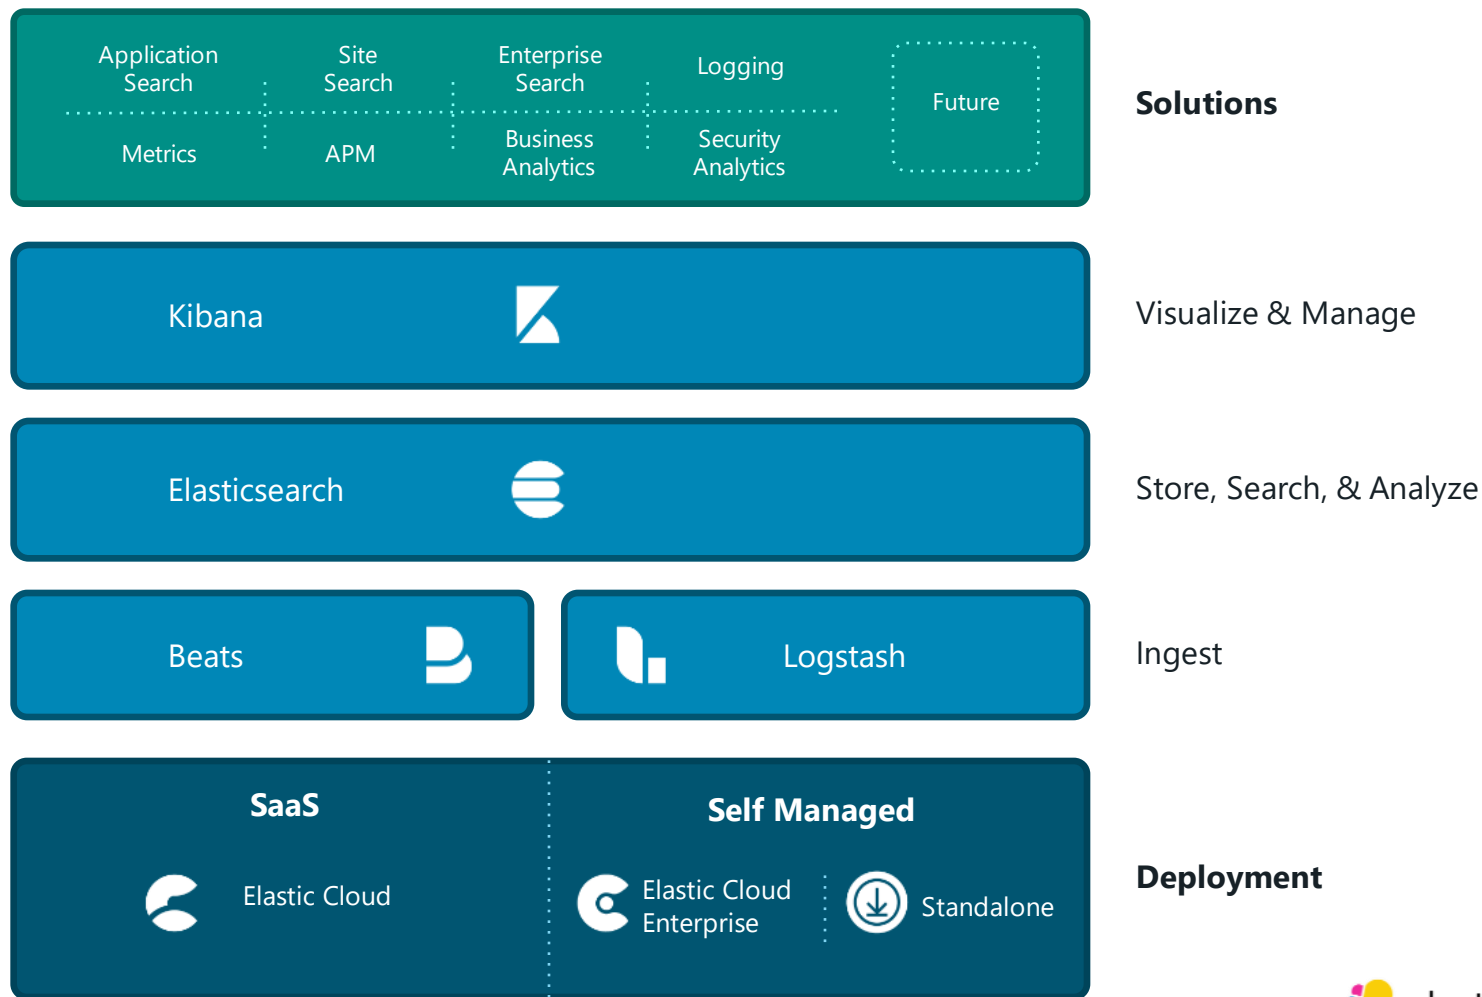 Application
Search
Site
Search
Enterprise
Search
Logging
Future
Metrics
APM
Business
Analytics
Security
Analytics
Solutions
Kibana
Visualize & Manage
Elasticsearch
Store, Search, & Analyze
Beats
Logstash
Ingest
SaaS
Self Managed
Elastic Cloud
Elastic Cloud
Enterprise
Standalone
Deployment